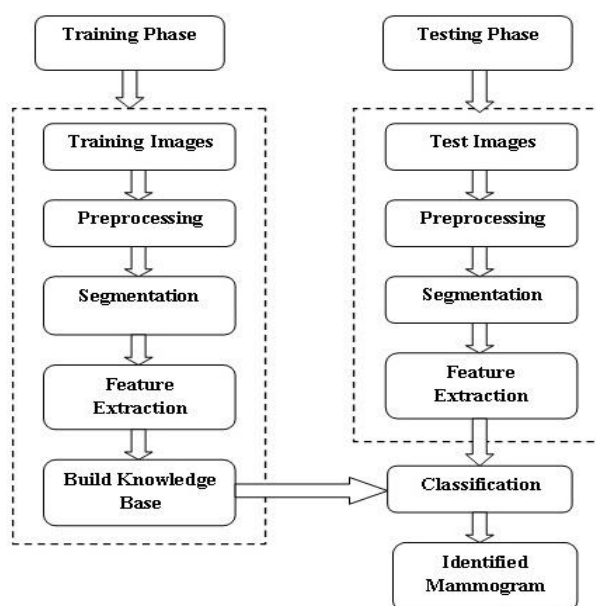 Training Phase
Training Images
Preprocessing
Segmentation
Feature
Extraction
Build Knowledge
Base
Testing Phase
Test Images
Preprocessing
Segmentation
Feature
Extraction
Classification
Identified
Mammogram